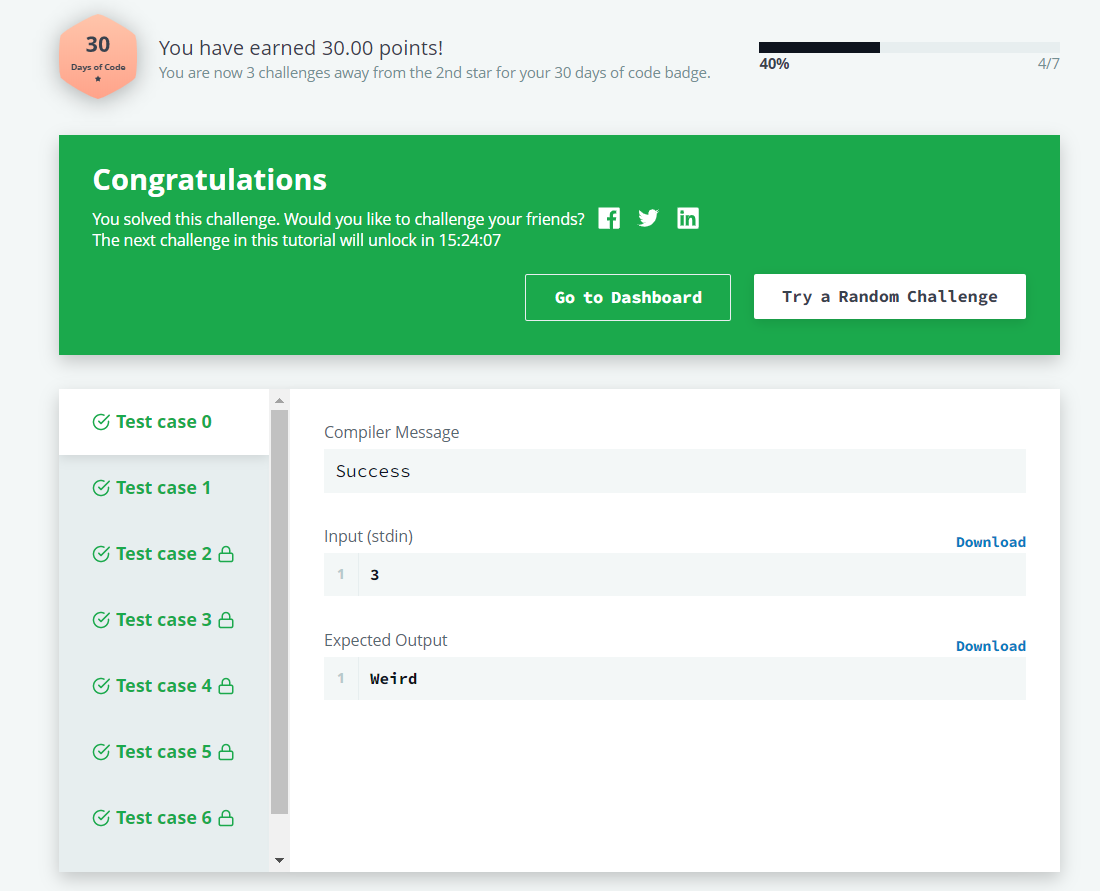 30
Days of Code
You have earned 30.00 points!
You are now 3 challenges away from the 2nd star for your 30 days of code badge.
40%
4/7
Congratulations
You solved this challenge. Would you like to challenge your friends?
The next challenge in this tutorial will unlock in 15:24:07
Go to Dashboard
Try a Random Challenge
Test case 0
Test case 1
Test case 2
Test case 3
Test case 4
Test case 5
Test case 6
Compiler Message
Success
Input (stdin)
Download
1 3
Expected Output
Download
1 Weird